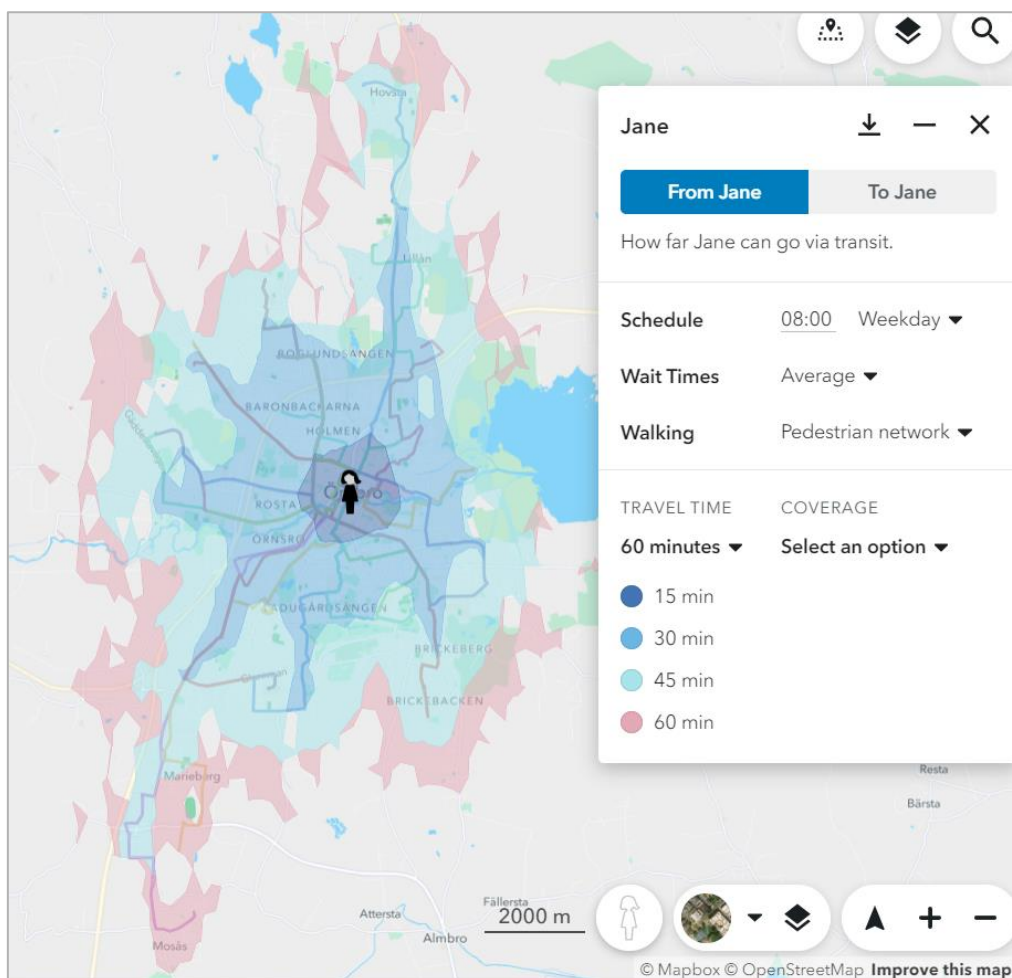 Hovsta
Lillån
BOGLUNDSÄNGEN
BARONBACKARNA
HOLMEN
Örebro
ROSTA
ÖRNSRO
LADUGÅRDSÄNGEN
BRICKEBERG
BRICKEBACKEN
Marieberg
Mosås
Attersta
Fällersta
Almbro
Resta
Bärsta
2000 m
Jane
From Jane
To Jane
How far Jane can go via transit.
Schedule 08:00 Weekday
Wait Times Average
Walking Pedestrian network
TRAVEL TIME COVERAGE
60 minutes Select an option
15 min
30 min
45 min
60 min
© Mapbox © OpenStreetMap Improve this map